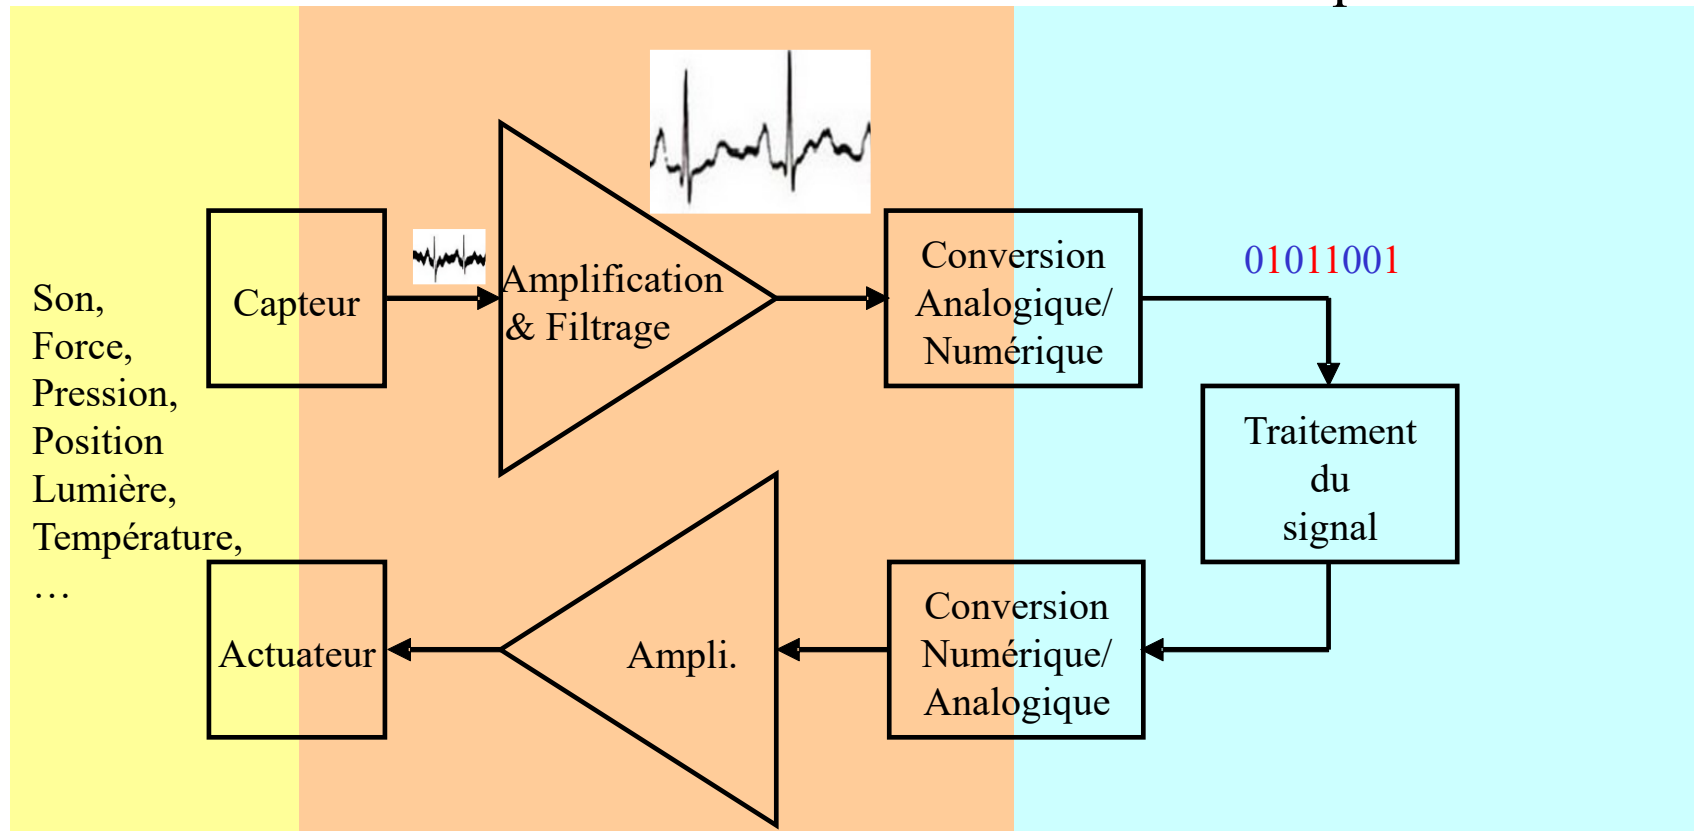 Son,
Force,
Pression,
Position
Lumière,
Température,
…
Capteur
Amplification
& Filtrage
Conversion
Analogique/
Numérique
01011001
Traitement
du
signal
Conversion
Numérique/
Analogique
Ampli.
Actuateur